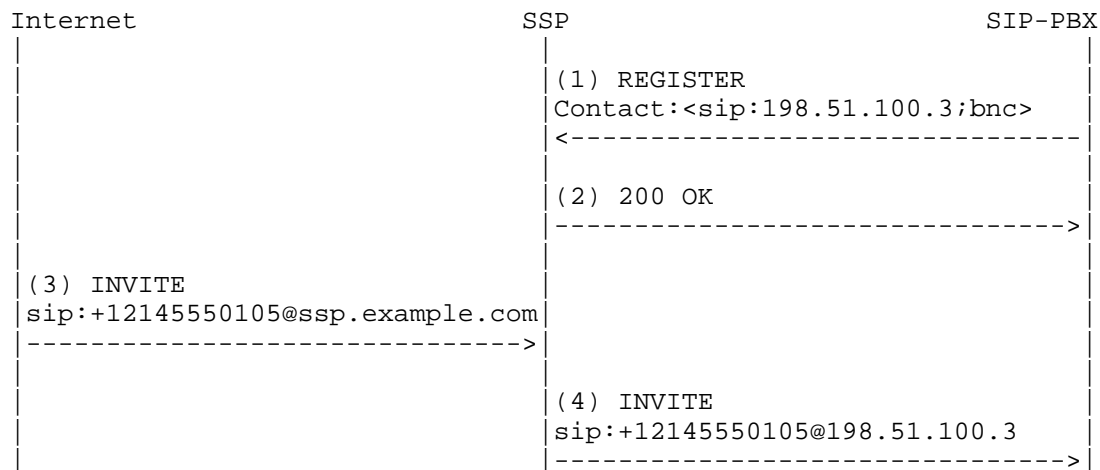 Internet SSP SIP-PBX
(1) REGISTER
Contact:<sip:198.51.100.3;bnc>
(2) 200 OK
(3) INVITE
sip:+12145550105@ssp.example.com
(4) INVITE
sip:+12145550105@198.51.100.3